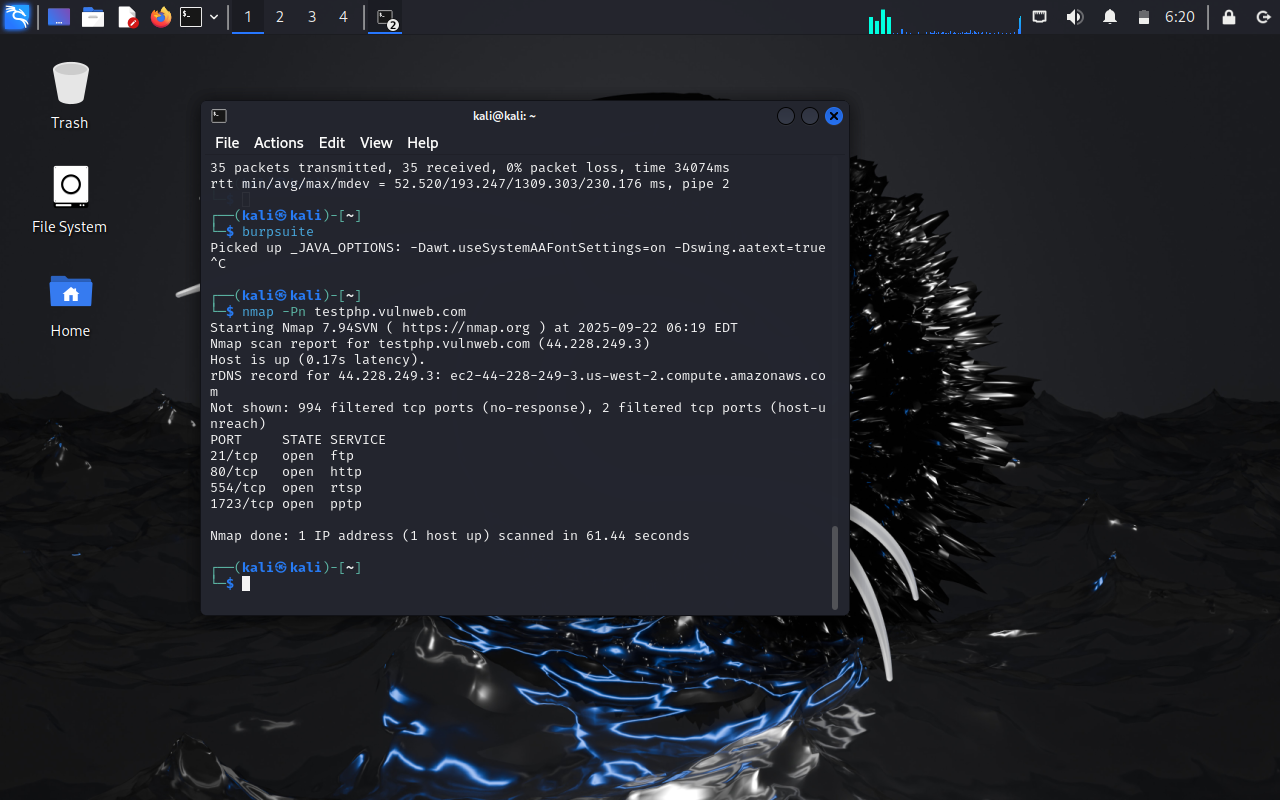 1
2
3
4
2
6:20
Trash
File System
Home
kali@kali: ~
File Actions Edit View Help
35 packets transmitted, 35 received, 0% packet loss, time 34074ms
rtt min/avg/max/mdev = 52.520/193.247/1309.303/230.176 ms, pipe 2
┌──(kali㉿kali)-[~]
└─$ burpsuite
Picked up _JAVA_OPTIONS: -Dawt.useSystemAAFontSettings=on -Dswing.aatext=true
^C
┌──(kali㉿kali)-[~]
└─$ nmap -Pn testphp.vulnweb.com
Starting Nmap 7.94SVN ( https://nmap.org ) at 2025-09-22 06:19 EDT
Nmap scan report for testphp.vulnweb.com (44.228.249.3)
Host is up (0.17s latency).
rDNS record for 44.228.249.3: ec2-44-228-249-3.us-west-2.compute.amazonaws.co
m
Not shown: 994 filtered tcp ports (no-response), 2 filtered tcp ports (host-u
nreach)
PORT     STATE SERVICE
21/tcp   open  ftp
80/tcp   open  http
554/tcp  open  rtsp
1723/tcp open  pptp
Nmap done: 1 IP address (1 host up) scanned in 61.44 seconds
┌──(kali㉿kali)-[~]
└─$